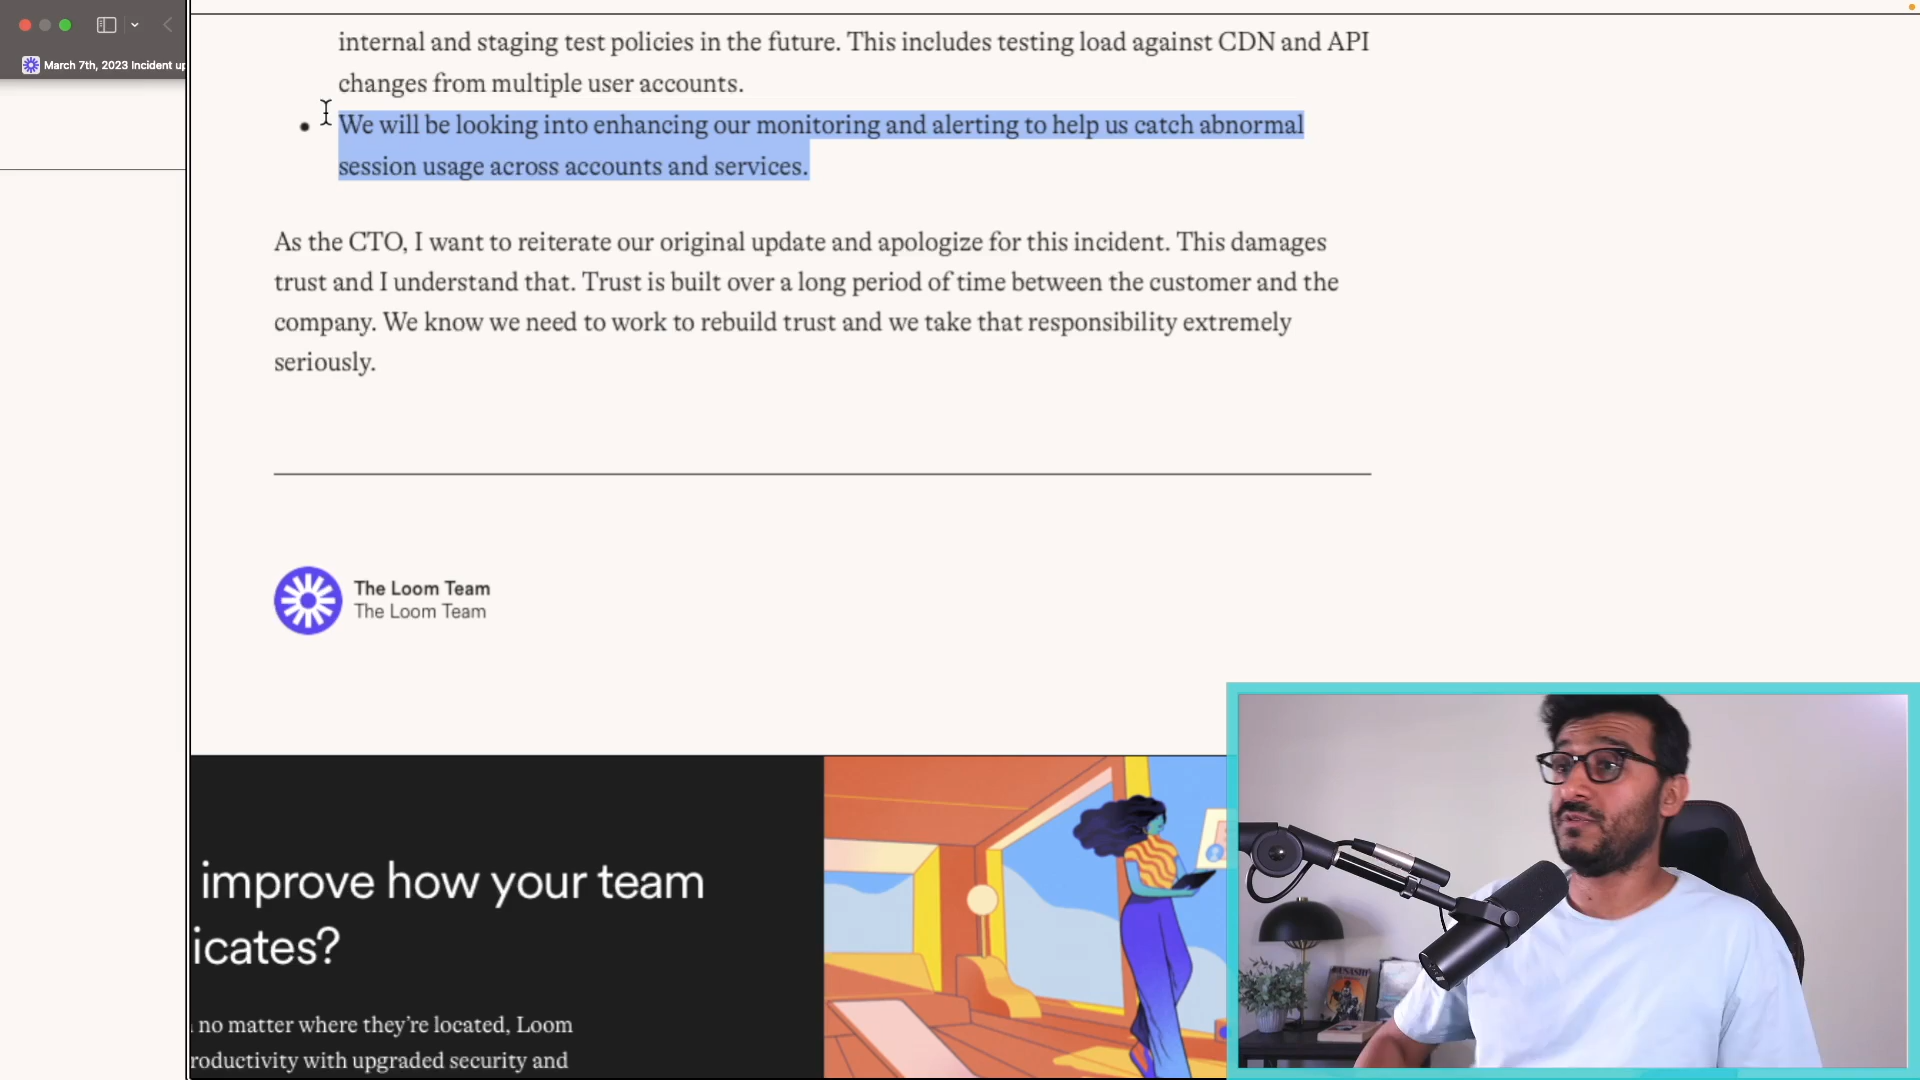 March 7th, 2023 Incident up
internal and staging test policies in the future. This includes testing load against CDN and API
changes from multiple user accounts.
• We will be looking into enhancing our monitoring and alerting to help us catch abnormal
session usage across accounts and services.
As the CTO, I want to reiterate our original update and apologize for this incident. This damages
trust and I understand that. Trust is built over a long period of time between the customer and the
company. We know we need to work to rebuild trust and we take that responsibility extremely
seriously.
The Loom Team
The Loom Team
improve how your team
icates?
no matter where they’re located, Loom
roductivity with upgraded security and